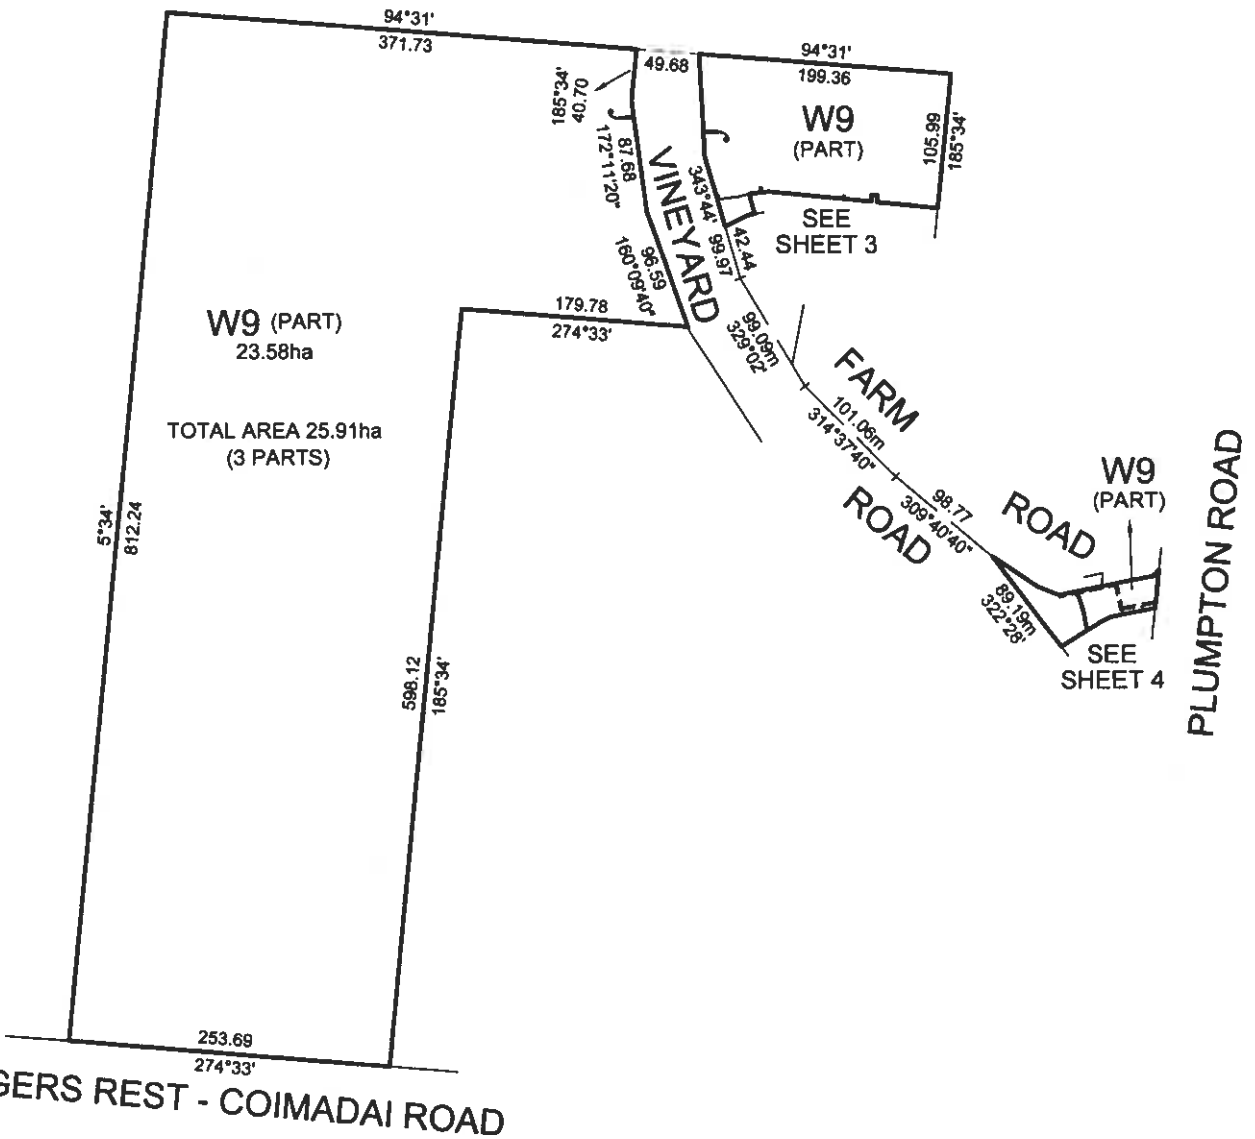 94°31'
371.73
49.68
94°31'
199.36
185°34'
40.70
W9
(PART)
105.99
185°34'
87.68
172°11'20"
VINEYARD
343°44'
99.97
42.44
SEE
SHEET 3
96.59
160°09'40"
179.78
274°33'
W9 (PART)
23.58ha
99.09m
329°02'
FARM
TOTAL AREA 25.91ha
(3 PARTS)
101.06m
314°37'40"
ROAD
98.77
309°40'40"
ROAD
W9
(PART)
PLUMPTON ROAD
5°34'
812.24
89.19m
322°28'
SEE
SHEET 4
598.12
185°34'
253.69
274°33'
GERS REST - COIMADAI ROAD